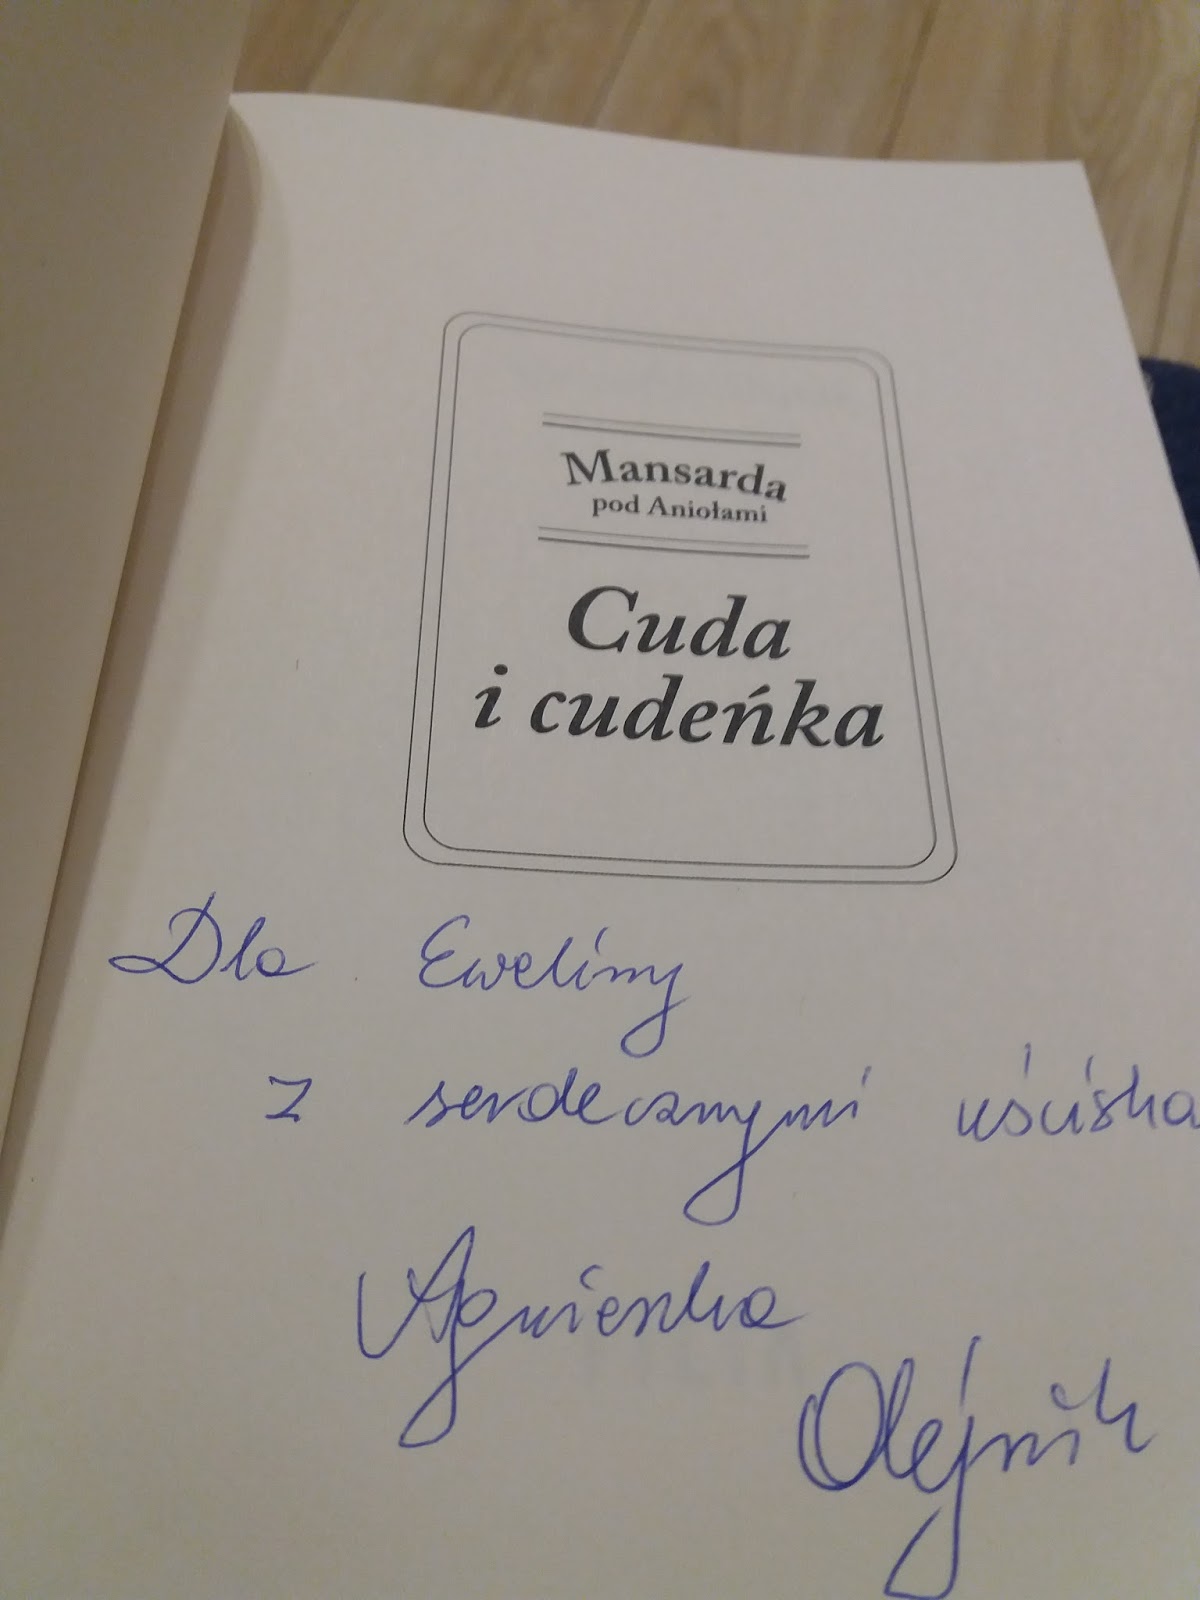 Mansarda
pod Aniołami
Cuda
i cudeńka
Dla Eweliny
z serdecznymi uściska
Agnieszka
Olejnik